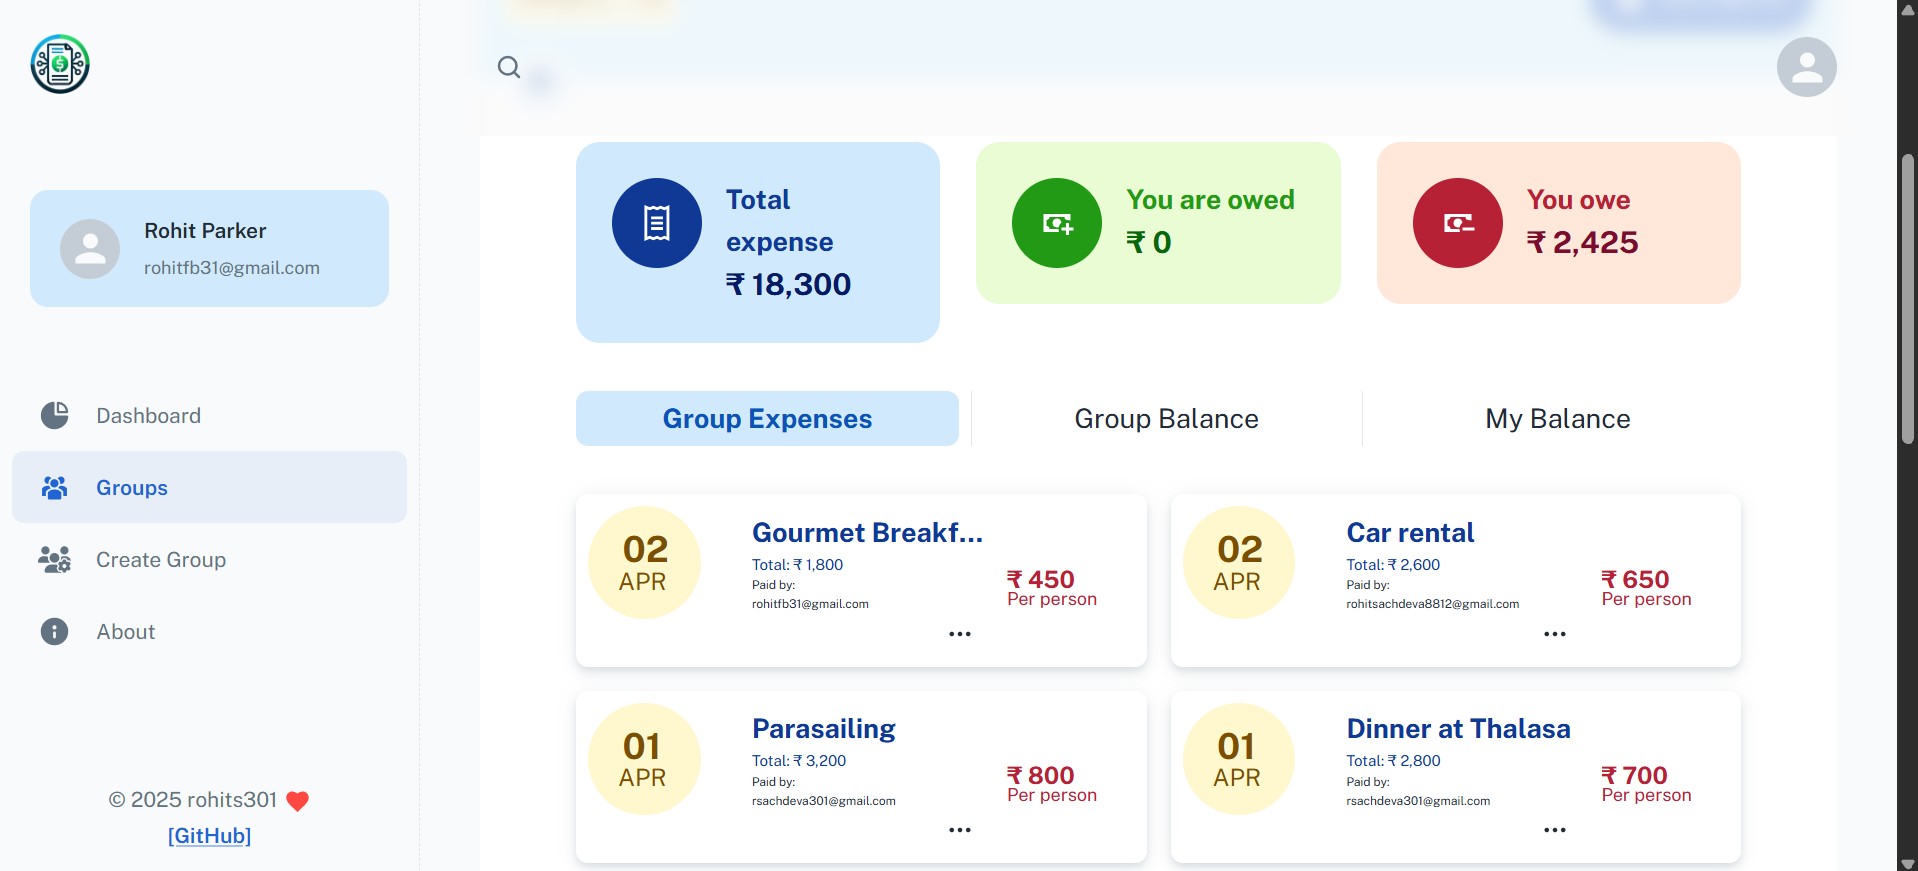 Rohit Parker
rohitfb31@gmail.com
Dashboard
Groups
Create Group
About
© 2025 rohits301 ❤️
[GitHub]
Total
expense
₹ 18,300
You are owed
₹ 0
You owe
₹ 2,425
Group Expenses
Group Balance
My Balance
02
APR
Gourmet Breakf...
Total: ₹ 1,800
Paid by:
rohitfb31@gmail.com
₹ 450
Per person
02
APR
Car rental
Total: ₹ 2,600
Paid by:
rohitsachdeva8812@gmail.com
₹ 650
Per person
01
APR
Parasailing
Total: ₹ 3,200
Paid by:
rsachdeva301@gmail.com
₹ 800
Per person
01
APR
Dinner at Thalasa
Total: ₹ 2,800
Paid by:
rsachdeva301@gmail.com
₹ 700
Per person